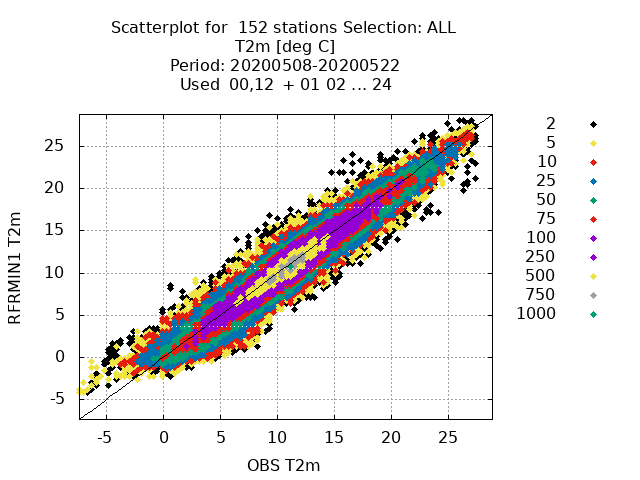 Scatterplot for  152 stations Selection: ALL
T2m [deg C]
Period: 20200508-20200522
Used  00,12  + 01 02 ... 24
RFRMIN1 T2m
25
20
15
10
5
0
-5
-5 0 5 10 15 20 25
OBS T2m
2
5
10
25
50
75
100
250
500
750
1000